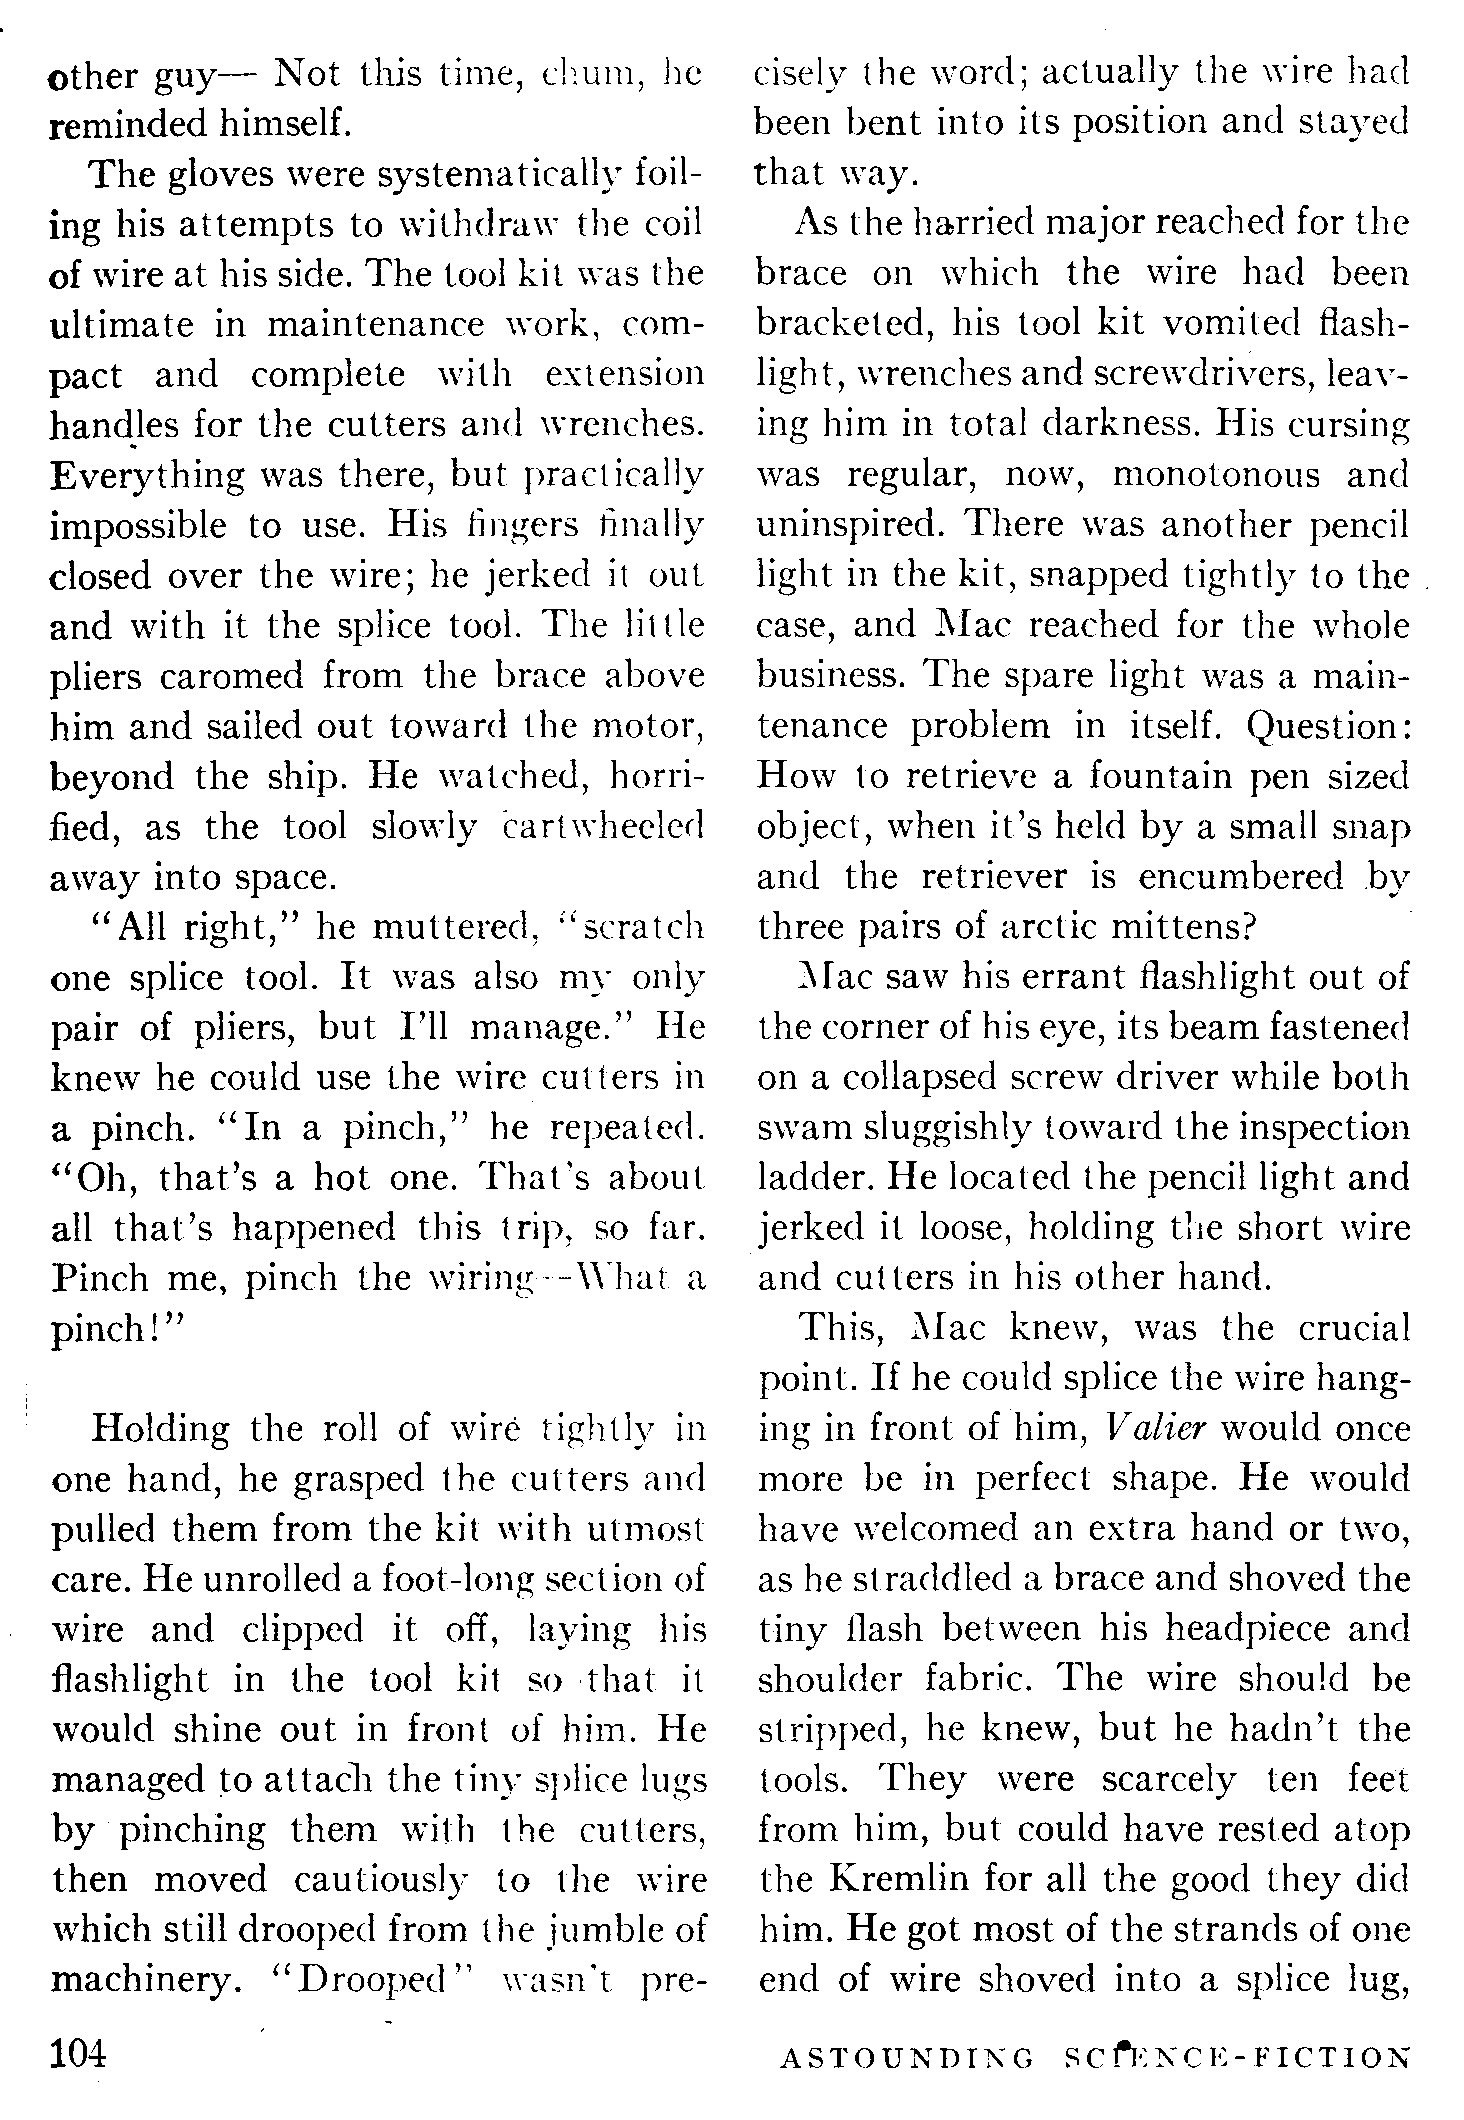 other guy— Not this time, chum, he
reminded himself.
The gloves were systematically foil-
ing his attempts to withdraw the coil
of wire at his side. The tool kit was the
ultimate in maintenance work, com-
pact and complete with extension
handles for the cutters and wrenches.
Everything was there, but practically
impossible to use. His fingers finally
closed over the wire; he jerked it out
and with it the splice tool. The little
pliers caromed from the brace above
him and sailed out toward the motor,
beyond the ship. He watched, horri-
fied, as the tool slowly cartwheeled
away into space.
“All right,” he muttered, “scratch
one splice tool. It was also my only
pair of pliers, but I’ll manage.” He
knew he could use the wire cutters in
a pinch. “In a pinch,” he repeated.
“Oh, that’s a hot one. That’s about
all that’s happened this trip, so far.
Pinch me, pinch the wiring—What a
pinch!”
Holding the roll of wire tightly in
one hand, he grasped the cutters and
pulled them from the kit with utmost
care. He unrolled a foot-long section of
wire and clipped it off, laying his
flashlight in the tool kit so that it
would shine out in front of him. He
managed to attach the tiny splice lugs
by pinching them with the cutters,
then moved cautiously to the wire
which still drooped from the jumble of
machinery. “Drooped” wasn’t pre-
cisely the word; actually the wire had
been bent into its position and stayed
that way.
As the harried major reached for the
brace on which the wire had been
bracketed, his tool kit vomited flash-
light, wrenches and screwdrivers, leav-
ing him in total darkness. His cursing
was regular, now, monotonous and
uninspired. There was another pencil
light in the kit, snapped tightly to the
case, and Mac reached for the whole
business. The spare light was a main-
tenance problem in itself. Question:
How to retrieve a fountain pen sized
object, when it’s held by a small snap
and the retriever is encumbered by
three pairs of arctic mittens?
Mac saw his errant flashlight out of
the corner of his eye, its beam fastened
on a collapsed screw driver while both
swam sluggishly toward the inspection
ladder. He located the pencil light and
jerked it loose, holding the short wire
and cutters in his other hand.
This, Mac knew, was the crucial
point. If he could splice the wire hang-
ing in front of him, Valier would once
more be in perfect shape. He would
have welcomed an extra hand or two,
as he straddled a brace and shoved the
tiny flash between his headpiece and
shoulder fabric. The wire should be
stripped, he knew, but he hadn’t the
tools. They were scarcely ten feet
from him, but could have rested atop
the Kremlin for all the good they did
him. He got most of the strands of one
end of wire shoved into a splice lug,
104
ASTOUNDING SCIENCE-FICTION